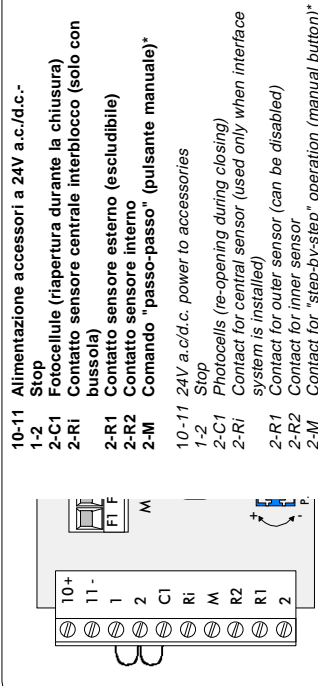 10-11 Alimentazione accessori a 24V a.c./d.c.-
1-2 Stop
2-C1 Fotocellule (riapertura durante la chiusura)
2-Ri Contatto sensore centrale interblocco (solo con
bussola)
2-R1 Contatto sensore esterno (escludibile)
2-R2 Contatto sensore interno
2-M Comando "passo-passo" (pulsante manuale)*
10-11 24V a.c/d.c. power to accessories
1-2 Stop
2-C1 Photocells (re-opening during closing)
2-Ri Contact for central sensor (used only when interface
system is installed)
2-R1 Contact for outer sensor (can be disabled)
2-R2 Contact for inner sensor
2-M Contact for "step-by-step" operation (manual button)*
10+
11-
1
2
C1
Ri
M
R2
R1
2
F1 F
M
+ -
P.